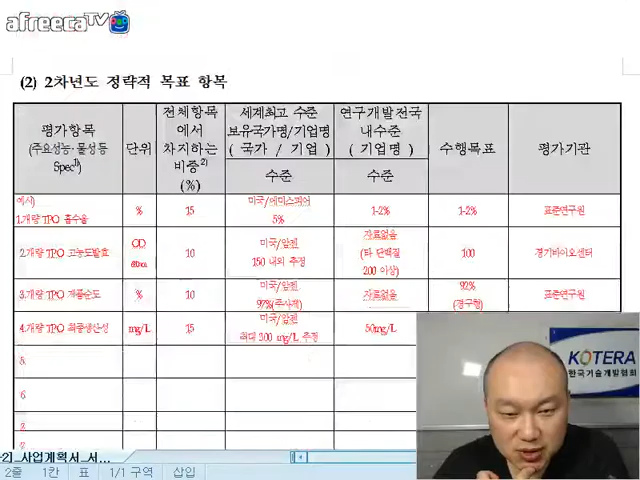 afreecaTV
(2) 2차년도 정략적 목표 항목
평가항목
(주요성능·물성등
Spec1)
단위
전체항목
에서
차지하는
비중2)
(%)
세계최고 수준
보유국가명/기업명
( 국가 / 기업 )
수준
연구개발전국
내수준
( 기업명 )
수준
수행목표
평가기관
예시)
1.개량 TPO 흡수율
%
15
미국/에미스피어
5%
1-2%
1-2%
표준연구원
2.개량 TPO 고농도발효
OD
10
미국/암젠
150 내외 추정
자료없음
(타 단백질
200 이상)
100
경기바이오센터
3.개량 TPO 제품순도
%
10
미국/암젠
97%(주사제)
자료없음
92%
(경구형)
표준연구원
4.개량 TPO 최종생산성
mg/L
15
미국/암젠
최대 300 mg/L 추정
50mg/L
5
6
KOTERA
한국기술개발협회
-2]_사업계획서_서...
2줄
1칸
표
1/1 구역
삽입